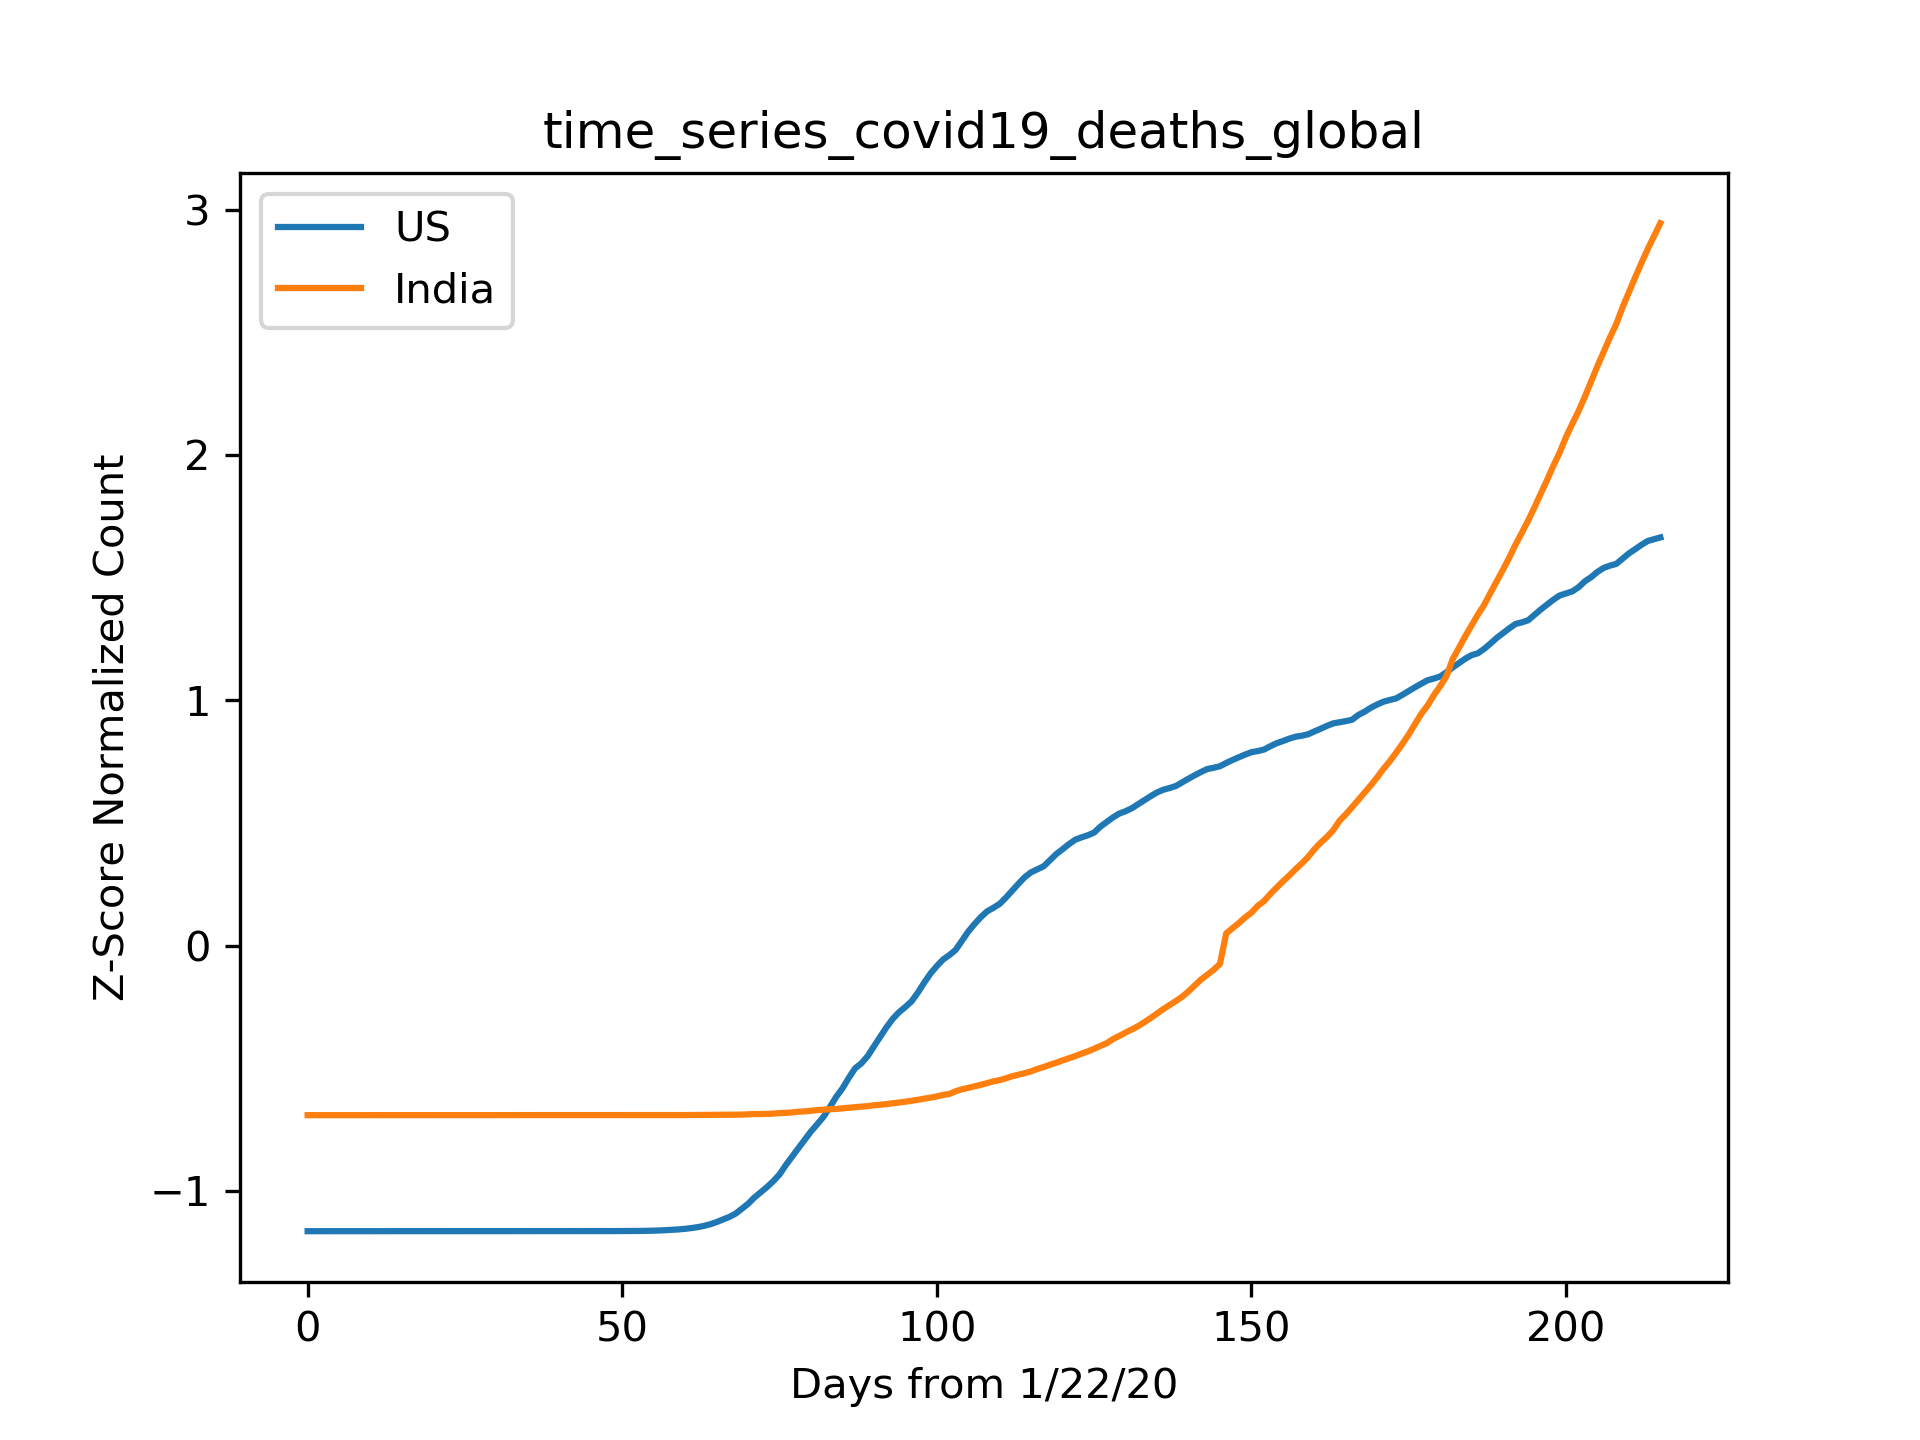 time_series_covid19_deaths_global
US
India
3
2
1
0
−1
Z-Score Normalized Count
0 50 100 150 200
Days from 1/22/20